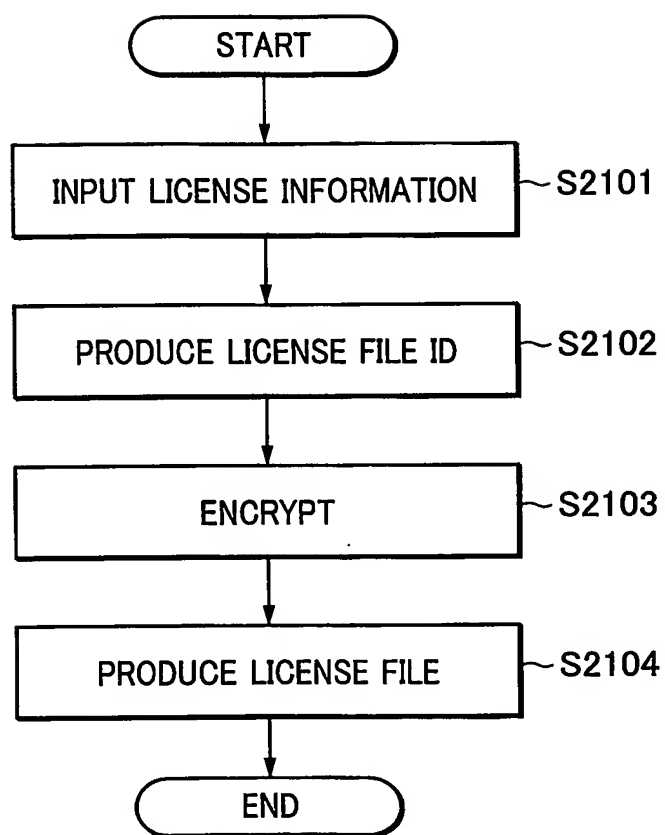 START
INPUT LICENSE INFORMATION
S2101
PRODUCE LICENSE FILE ID
S2102
ENCRYPT
S2103
PRODUCE LICENSE FILE
S2104
END